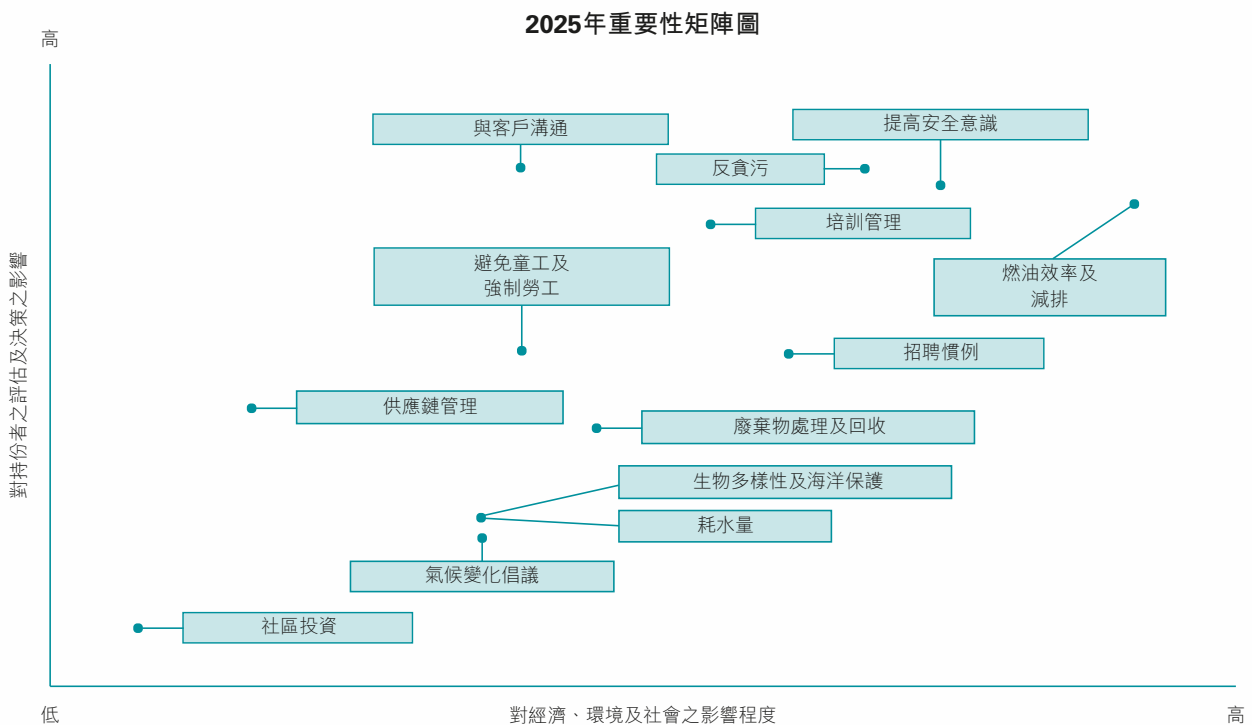 2025年重要性矩陣圖
高
與客戶溝通
提高安全意識
反貪污
培訓管理
避免童工及
強制勞工
燃油效率及
減排
招聘慣例
供應鏈管理
廢棄物處理及回收
生物多樣性及海洋保護
耗水量
氣候變化倡議
社區投資
對持份者之評估及決策之影響
低
對經濟、環境及社會之影響程度
高